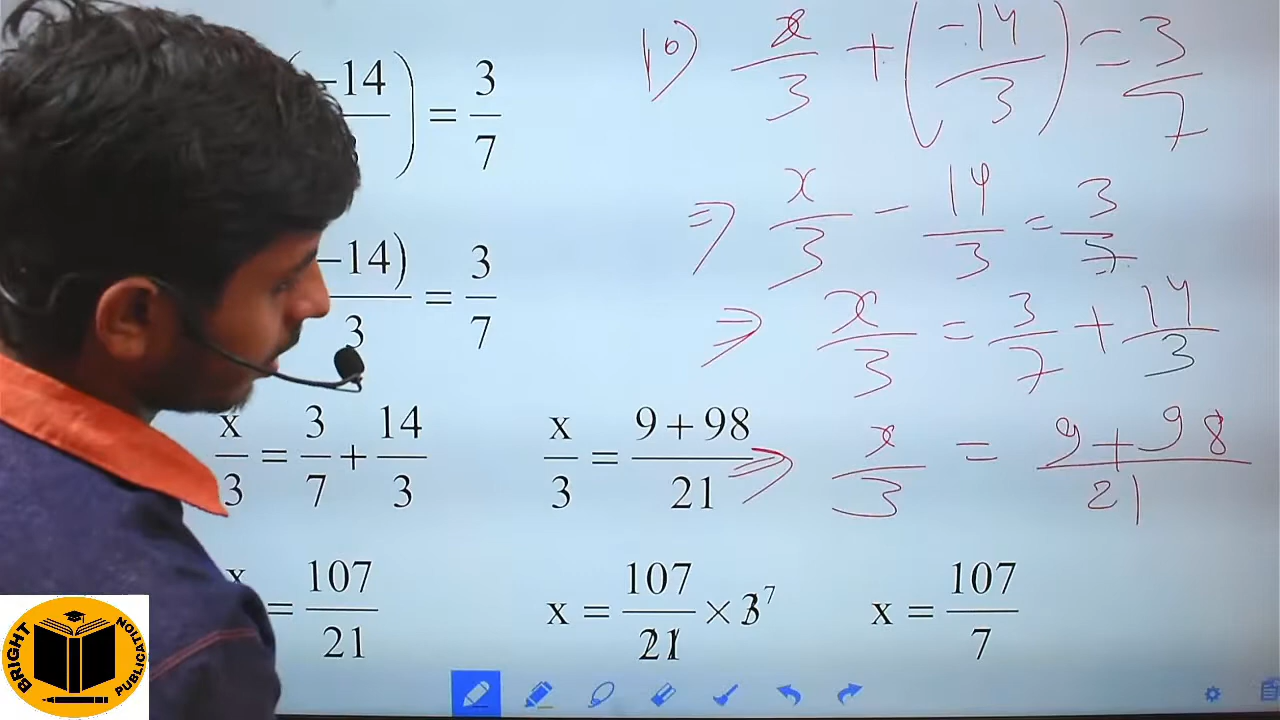 −14 / 3) = 3/7
−14) / 3 = 3/7
x/3 = 3/7 + 14/3
x/3 = (9 + 98)/21
= 107/21
x = 107/21 × 3⁷
x = 107/7
10) x/3 + (−14/3) = 3/7
⇒ x/3 − 14/3 = 3/7
⇒ x/3 = 3/7 + 14/3
⇒ x/3 = (9 + 98)/21
BRIGHT PUBLICATION